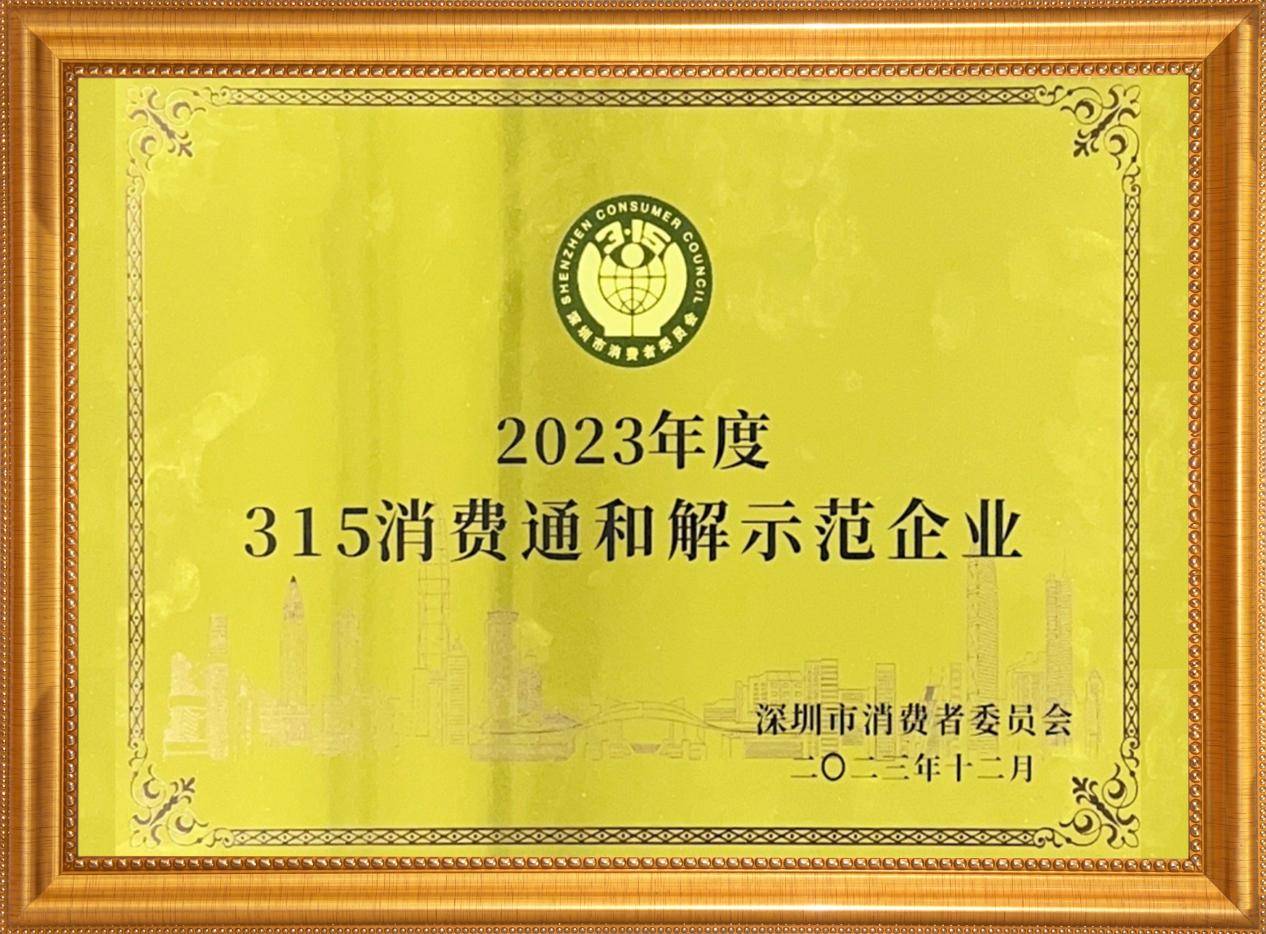 SHENZHEN CONSUMER COUNCIL
3·15
深圳市消费者委员会
2023年度
315消费通和解示范企业
深圳市消费者委员会
二〇二三年十二月